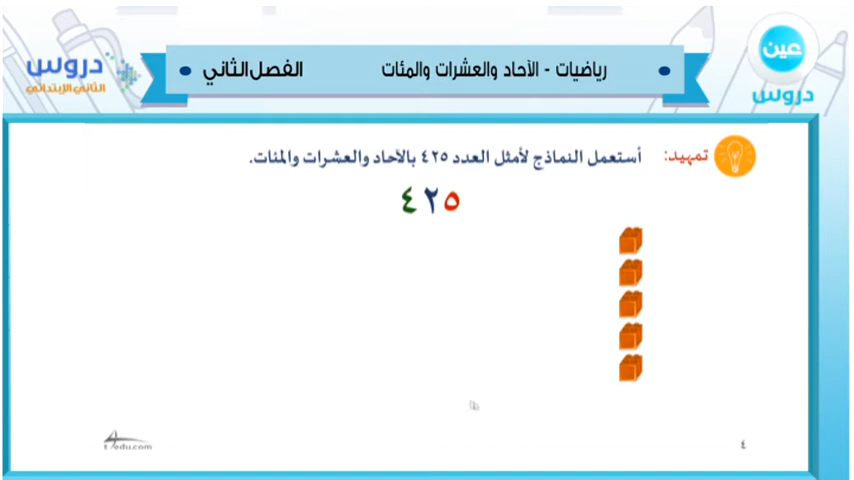 عين
دروس
رياضيات - الآحاد والعشرات والمئات
الفصل الثاني
دروس
الثاني الإبتدائي
تمهيد: أستعمل النماذج لأمثل العدد ٤٢٥ بالآحاد والعشرات والمئات.
٤٢٥
٤
t4edu.com